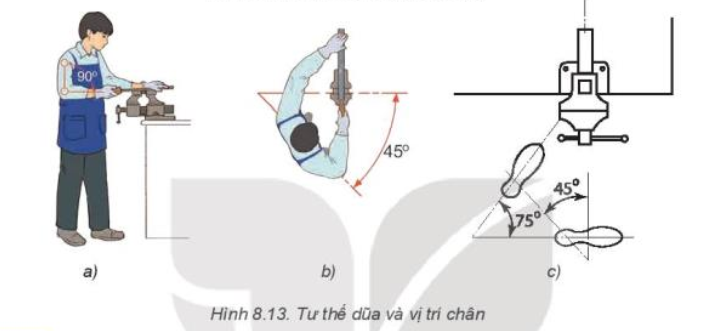 90°
45°
45°
75°
a)
b)
c)
Hình 8.13. Tư thế dũa và vị trí chân